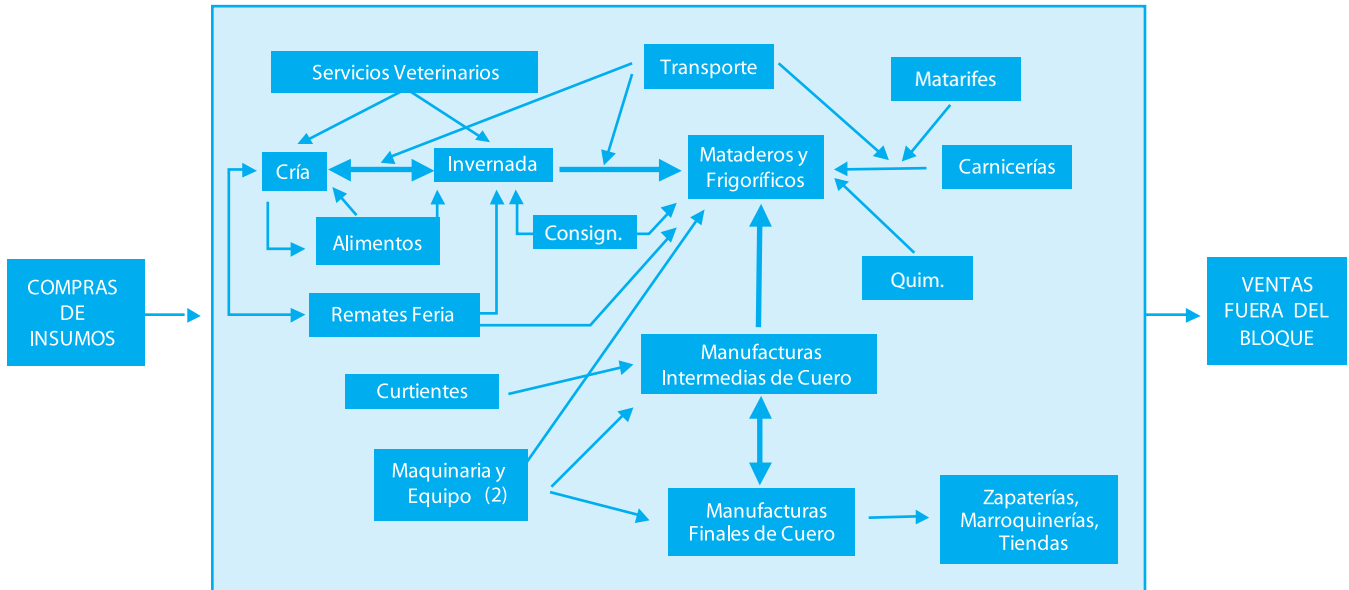 Servicios Veterinarios
Transporte
Matarifes
Cría
Invernada
Mataderos y
Frigoríficos
Carnicerías
Alimentos
Consign.
Quim.
COMPRAS
DE
INSUMOS
Remates Feria
VENTAS
FUERA DEL
BLOQUE
Manufacturas
Intermedias de Cuero
Curtientes
Maquinaria y
Equipo (2)
Manufacturas
Finales de Cuero
Zapaterías,
Marroquinerías,
Tiendas